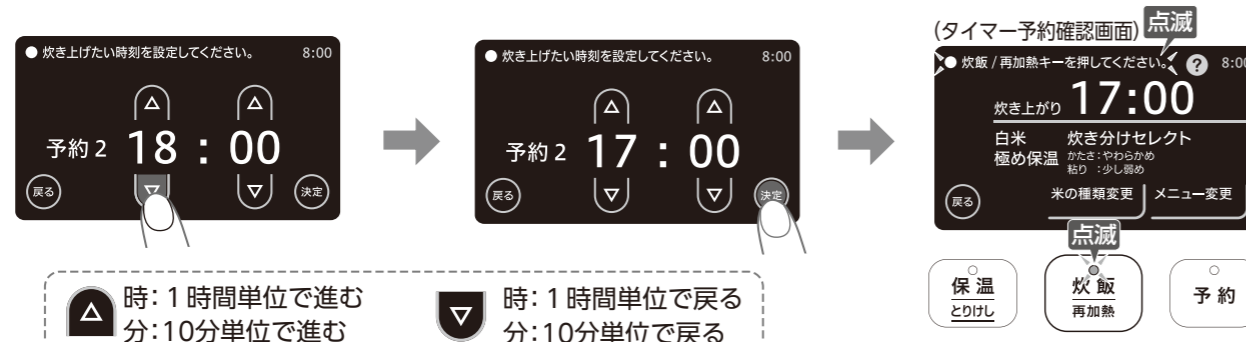 ● 炊き上げたい時刻を設定してください。 8:00
予約 2 18 : 00
戻る 決定
● 炊き上げたい時刻を設定してください。 8:00
予約 2 17 : 00
戻る 決定
(タイマー予約確認画面) 点滅
● 炊飯 / 再加熱キーを押してください。 ? 8:00
炊き上がり 17:00
白米 炊き分けセレクト
極め保温 かたさ:やわらかめ
粘り :少し弱め
戻る 米の種類変更 メニュー変更
点滅
保温 炊飯 予約
とりけし 再加熱
△ 時:1時間単位で進む
分:10分単位で進む
▽ 時:1時間単位で戻る
分:10分単位で戻る